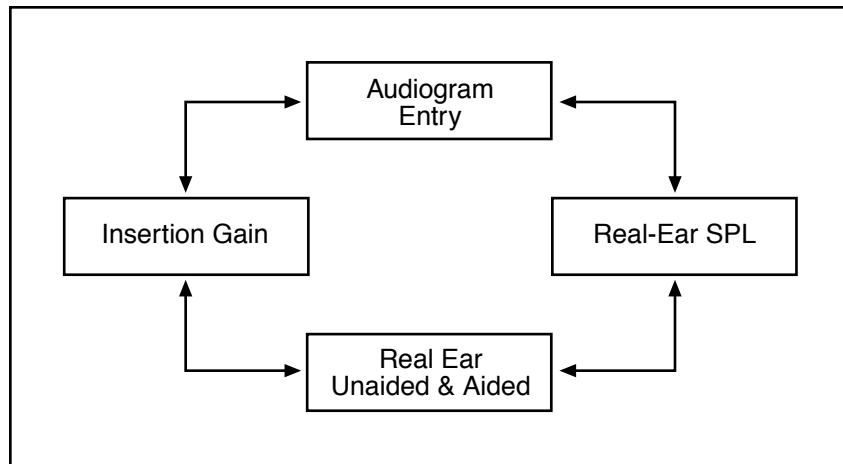 Audiogram
Entry
Insertion Gain
Real-Ear SPL
Real Ear
Unaided & Aided